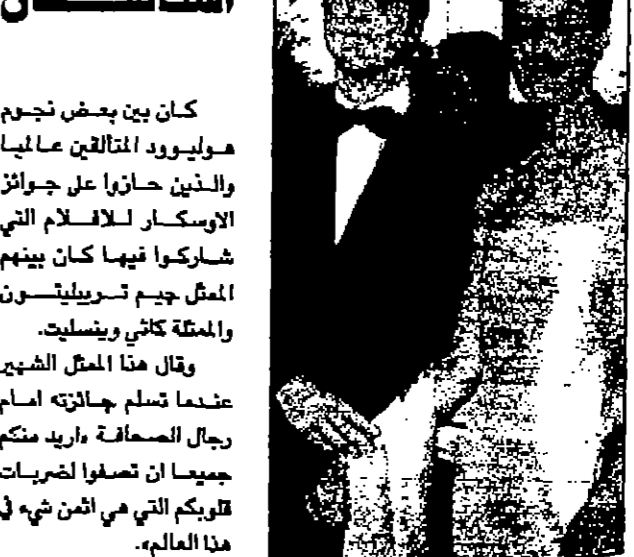 كان بين بعض نجوم
هوليوود المتألقين عالميا
والذين حازوا على جوائز
الاوسكار للافلام التي
شاركوا فيها كان بينهم
الممثل جيم تريبليتون
والممثلة كاثي وينسليت.
وقال هذا الممثل الشهير
عندما تسلم جائزته امام
رجال الصحافة «اريد منكم
جميعا ان تصفوا لضربات
قلوبكم التي هي اثمن شيء في
هذا العالم».